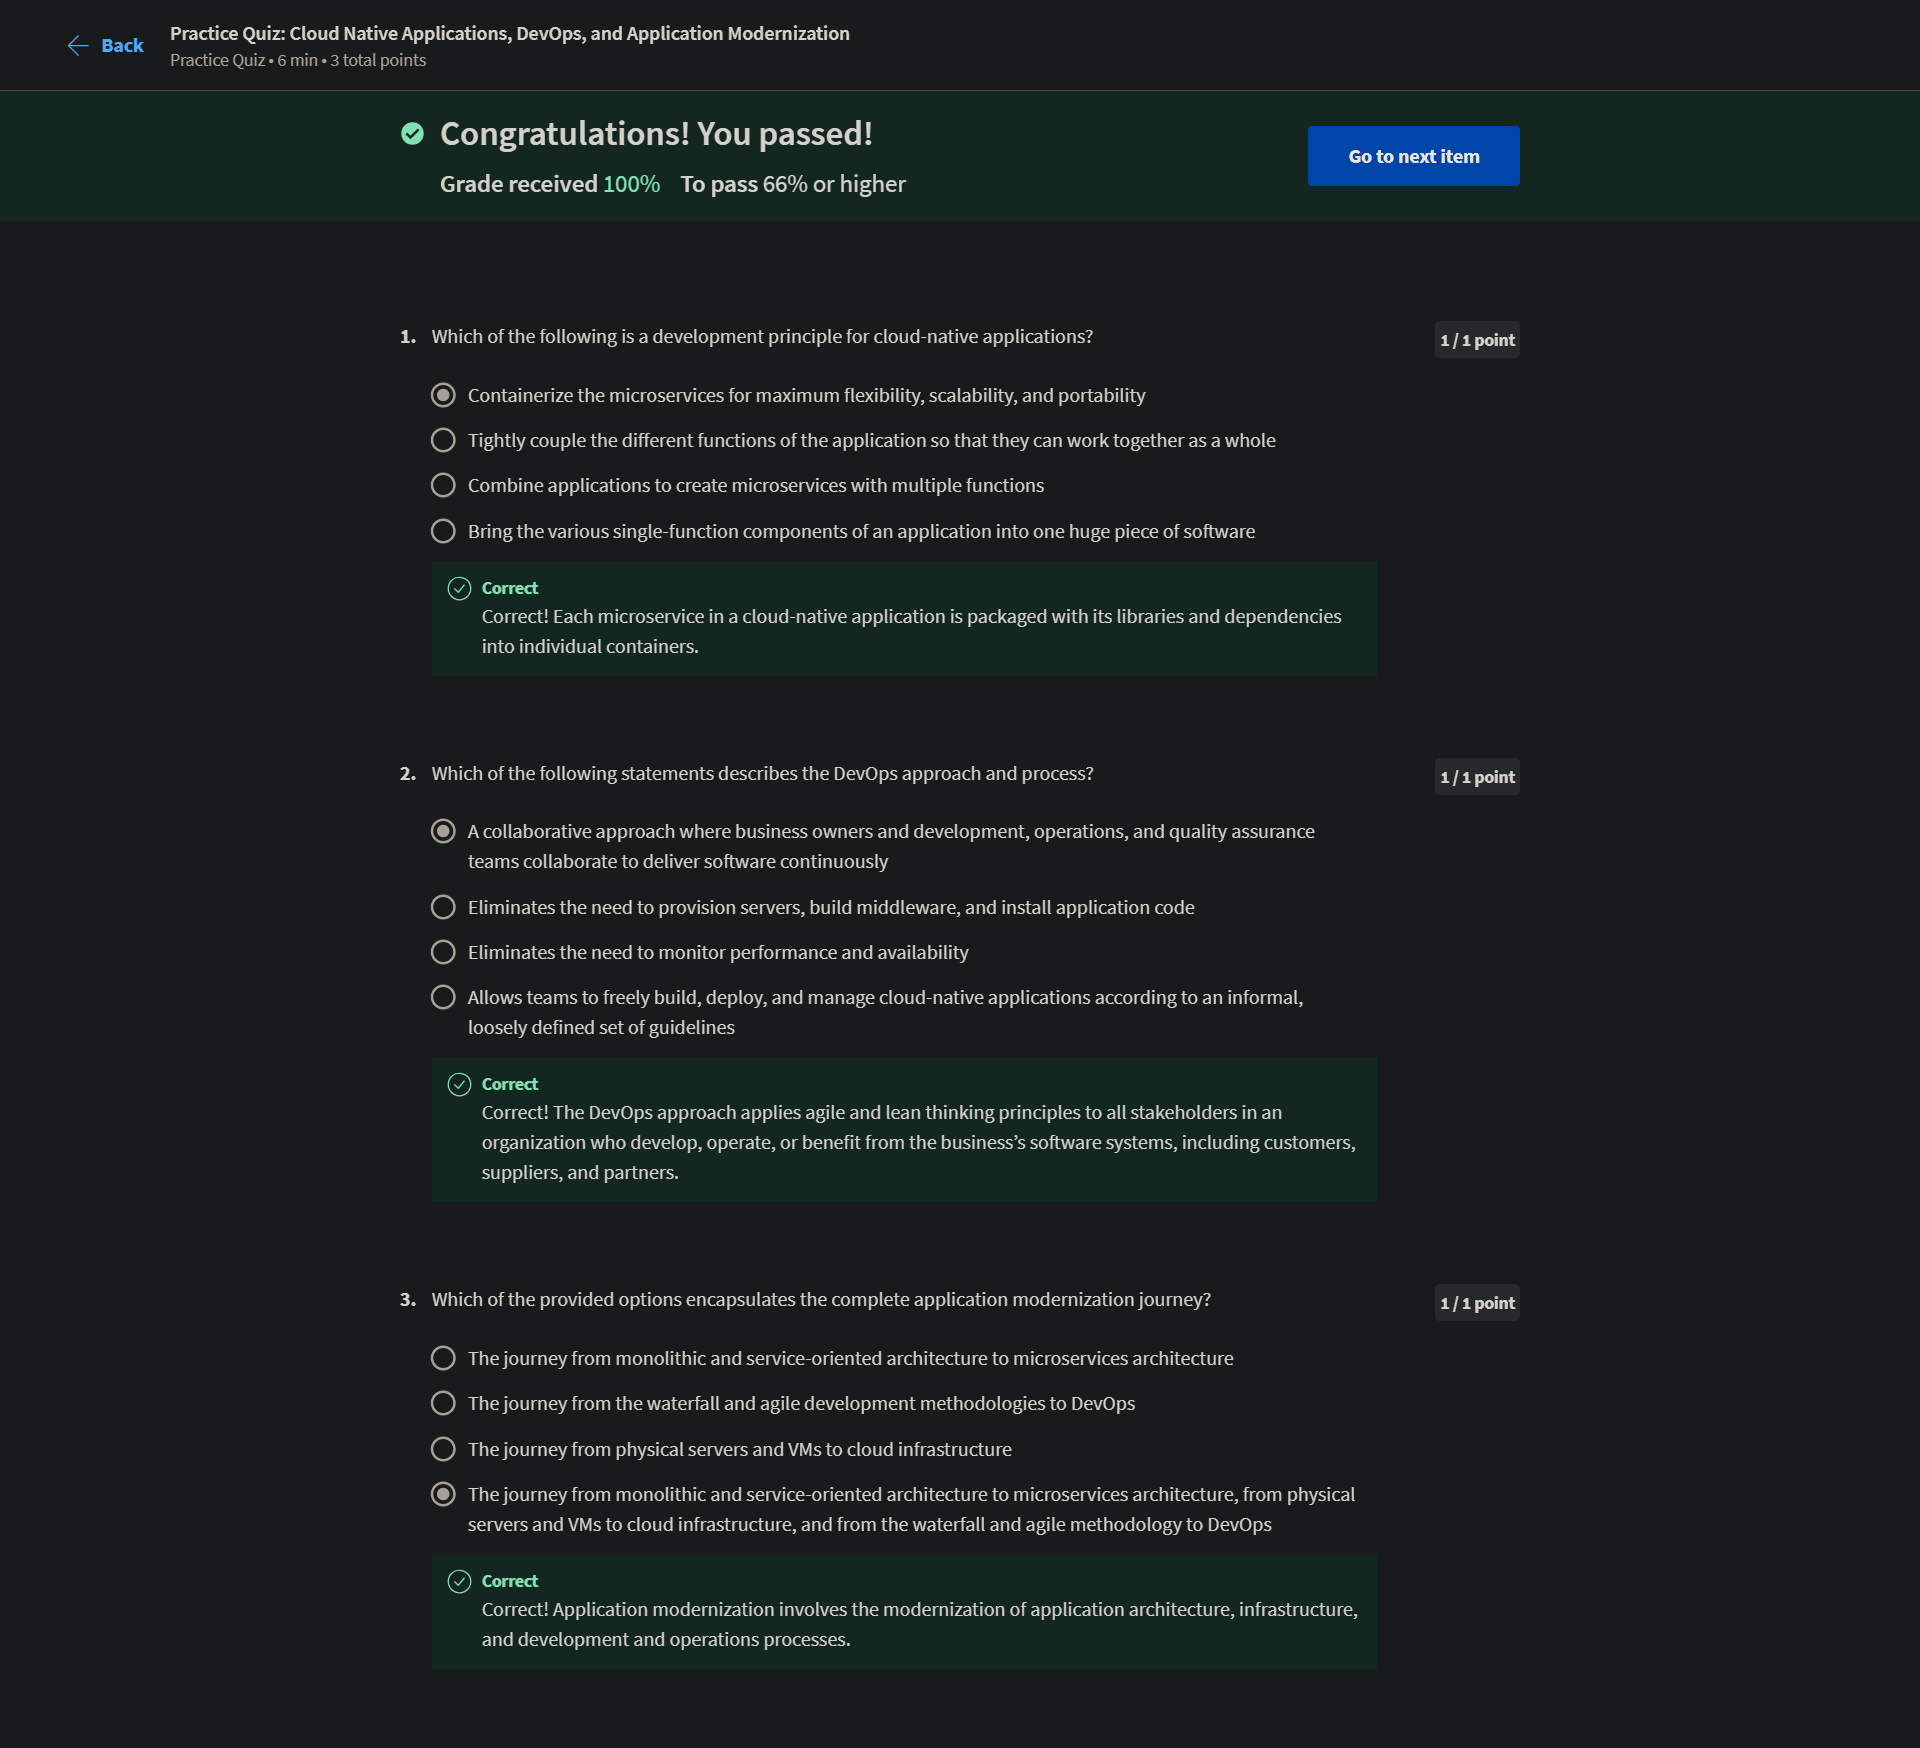 Back
Practice Quiz: Cloud Native Applications, DevOps, and Application Modernization
Practice Quiz • 6 min • 3 total points
Congratulations! You passed!
Grade received 100% To pass 66% or higher
Go to next item
1. Which of the following is a development principle for cloud-native applications?
1 / 1 point
Containerize the microservices for maximum flexibility, scalability, and portability
Tightly couple the different functions of the application so that they can work together as a whole
Combine applications to create microservices with multiple functions
Bring the various single-function components of an application into one huge piece of software
Correct
Correct! Each microservice in a cloud-native application is packaged with its libraries and dependencies
into individual containers.
2. Which of the following statements describes the DevOps approach and process?
1 / 1 point
A collaborative approach where business owners and development, operations, and quality assurance
teams collaborate to deliver software continuously
Eliminates the need to provision servers, build middleware, and install application code
Eliminates the need to monitor performance and availability
Allows teams to freely build, deploy, and manage cloud-native applications according to an informal,
loosely defined set of guidelines
Correct
Correct! The DevOps approach applies agile and lean thinking principles to all stakeholders in an
organization who develop, operate, or benefit from the business’s software systems, including customers,
suppliers, and partners.
3. Which of the provided options encapsulates the complete application modernization journey?
1 / 1 point
The journey from monolithic and service-oriented architecture to microservices architecture
The journey from the waterfall and agile development methodologies to DevOps
The journey from physical servers and VMs to cloud infrastructure
The journey from monolithic and service-oriented architecture to microservices architecture, from physical
servers and VMs to cloud infrastructure, and from the waterfall and agile methodology to DevOps
Correct
Correct! Application modernization involves the modernization of application architecture, infrastructure,
and development and operations processes.